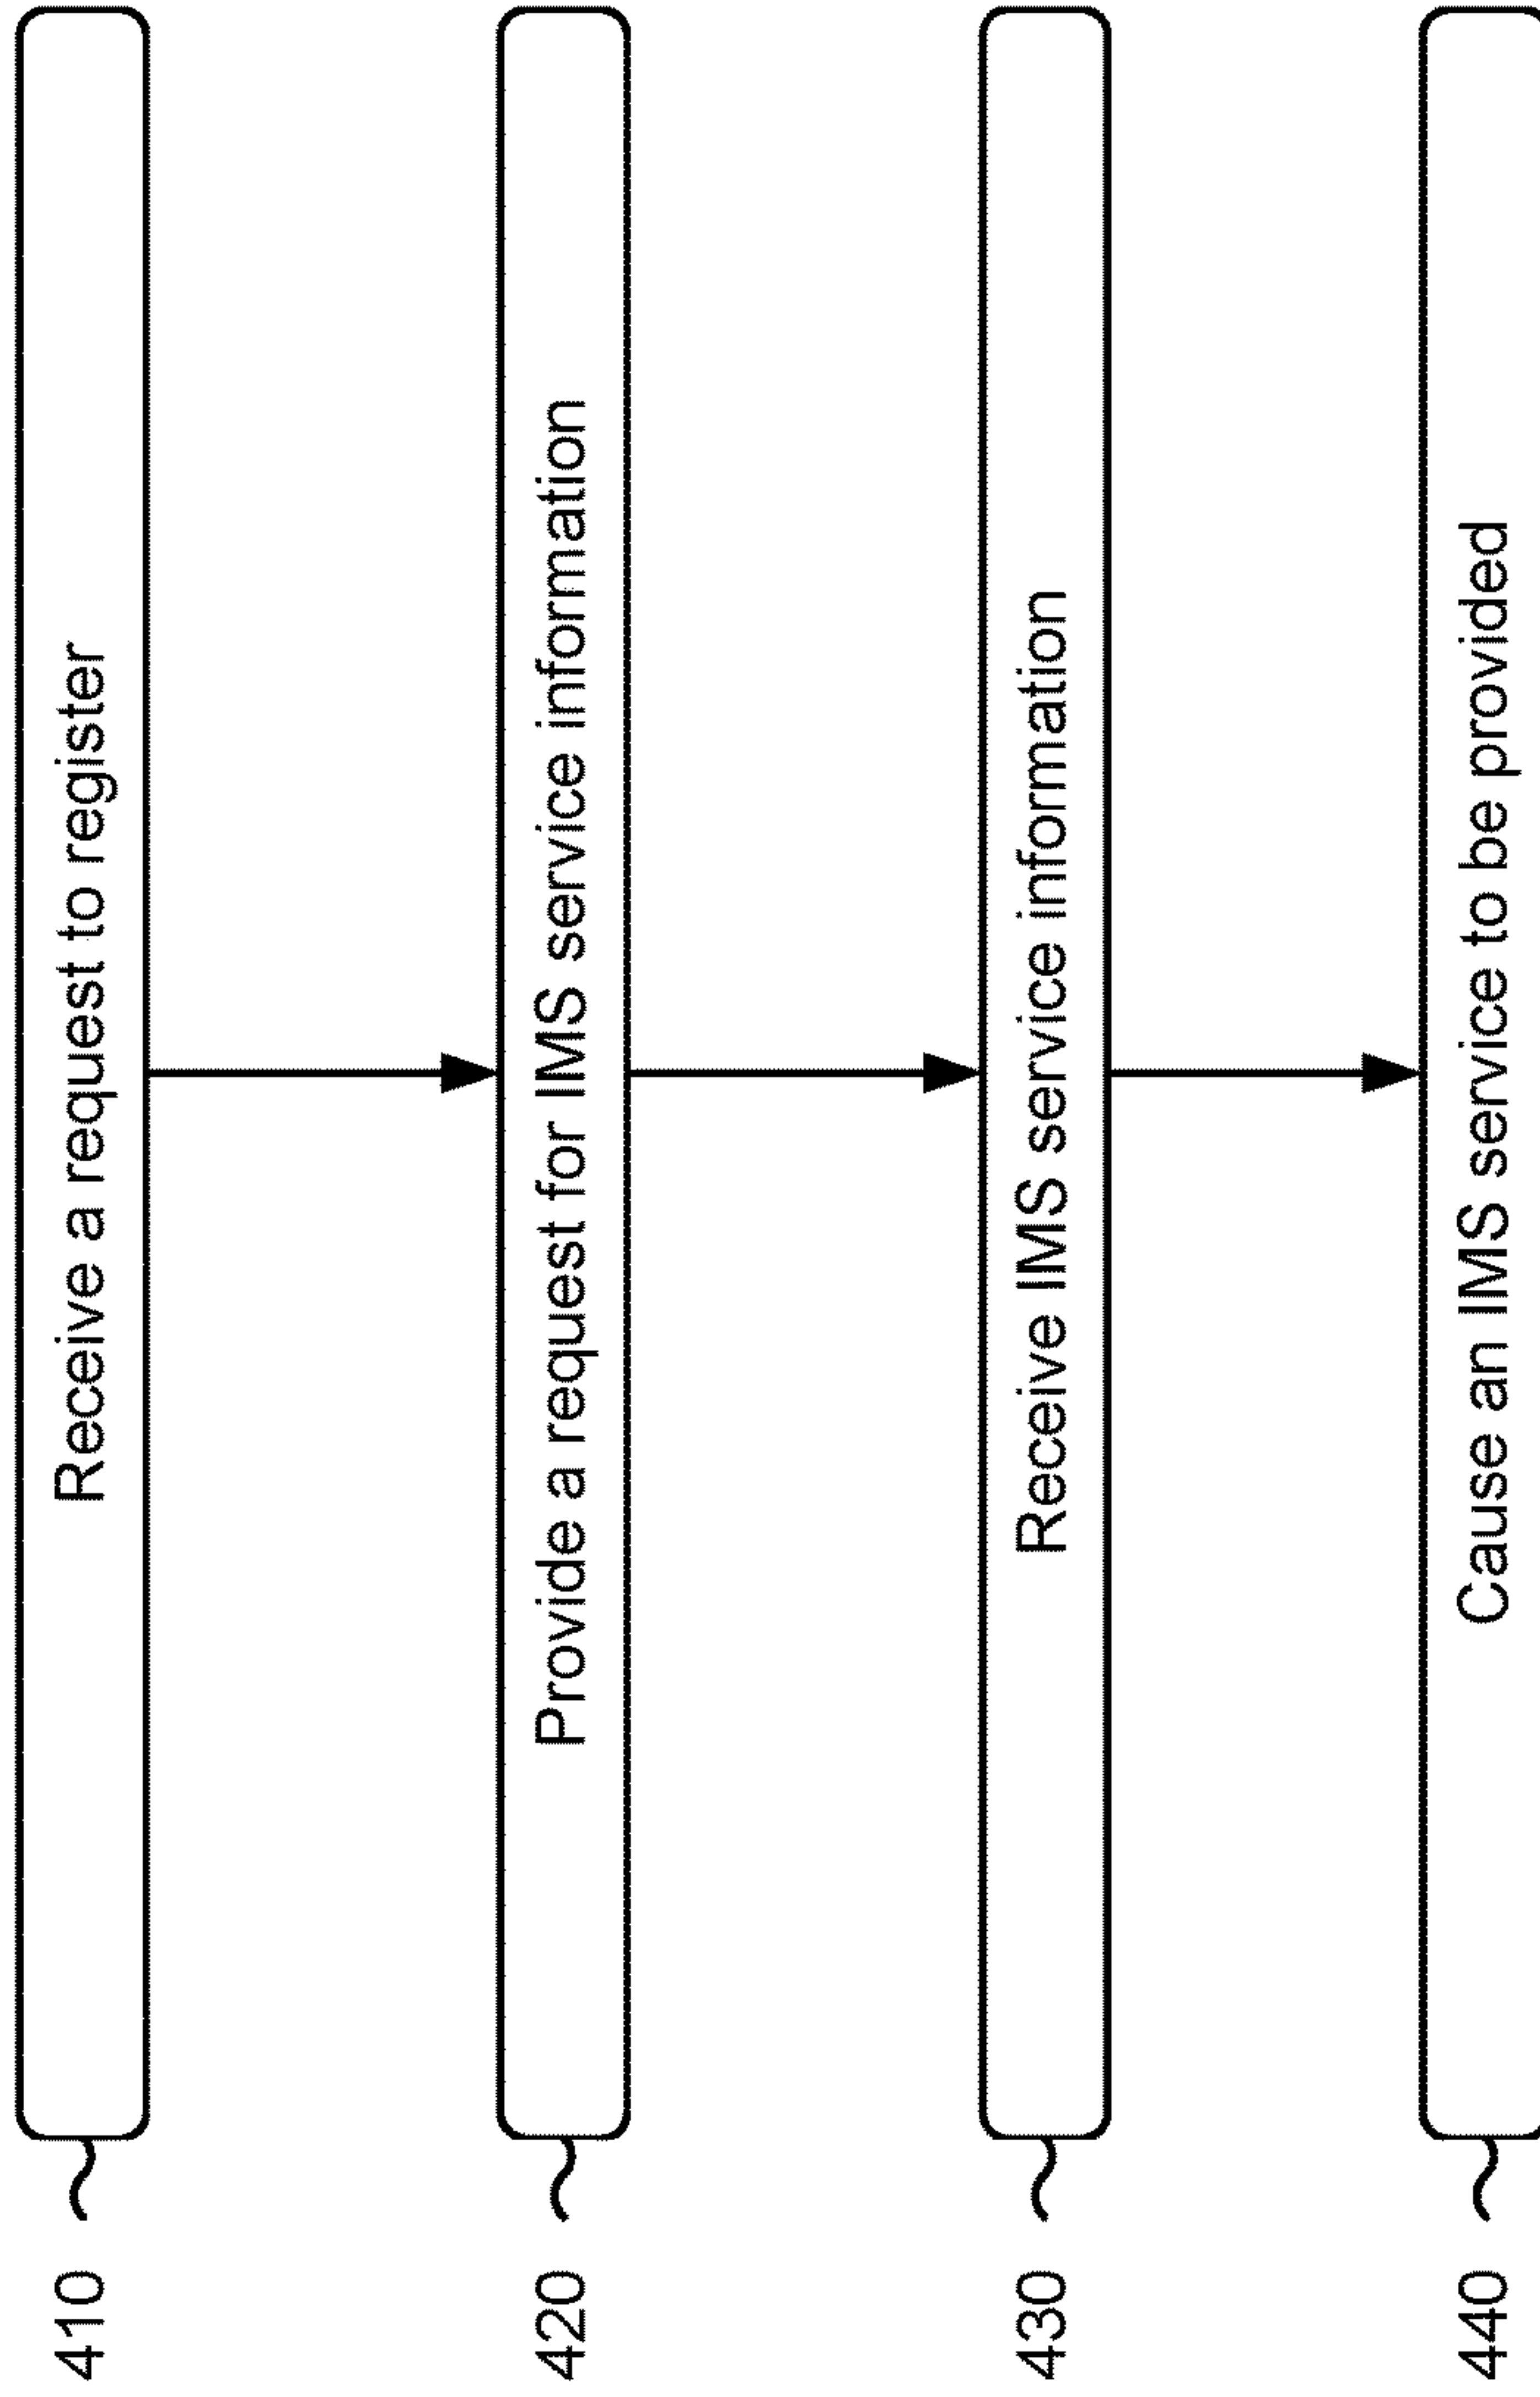 410 Receive a request to register
420 Provide a request for IMS service information
430 Receive IMS service information
440 Cause an IMS service to be provided